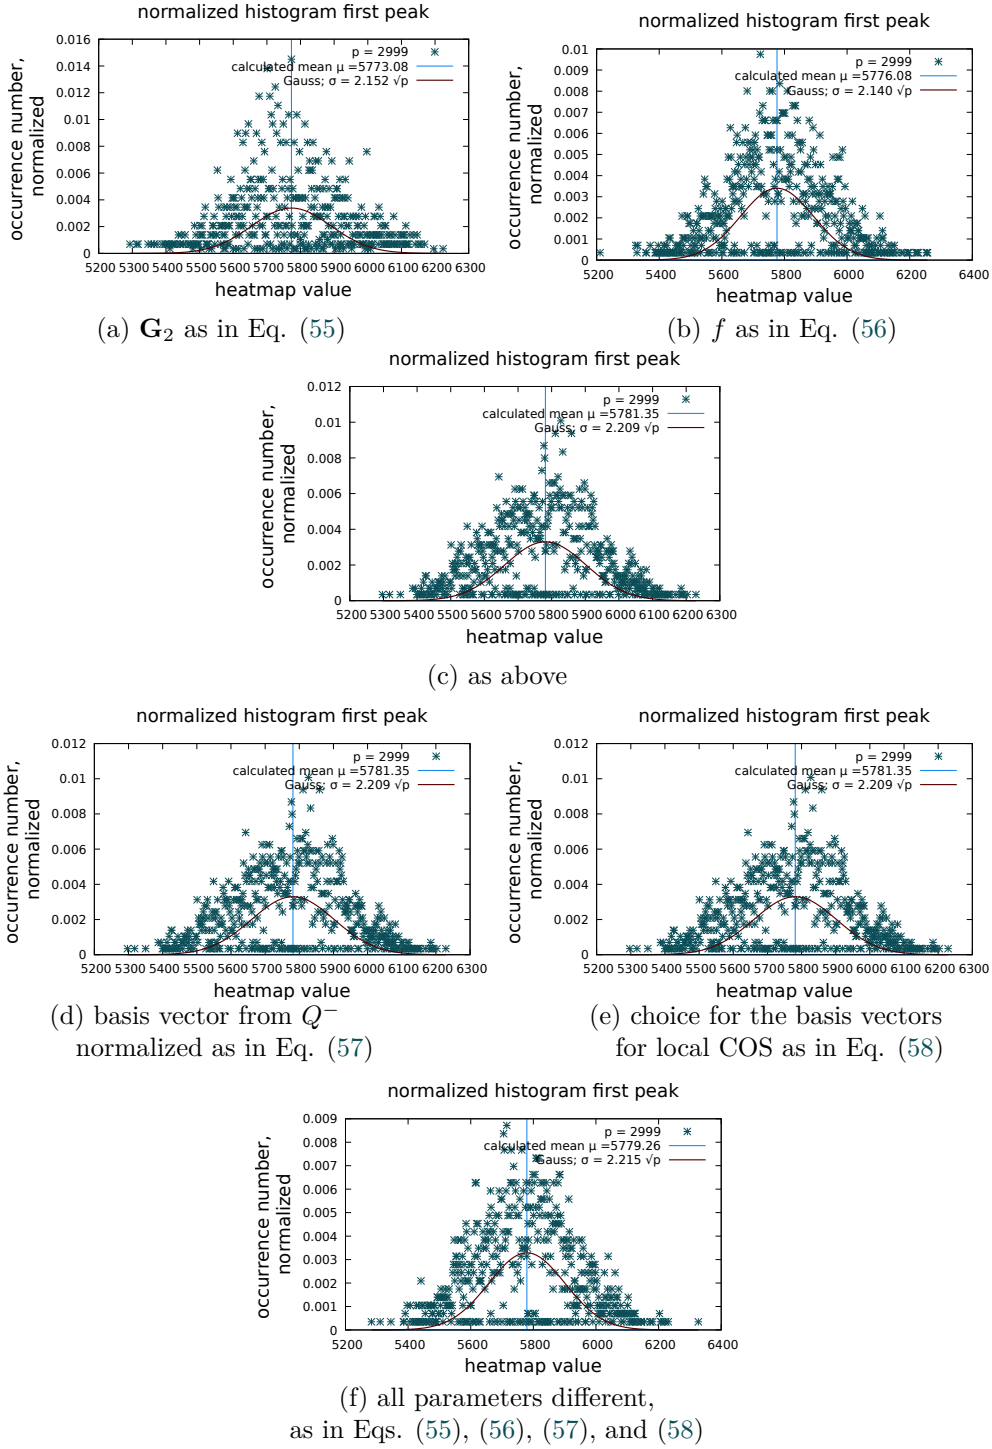 normalized histogram first peak
occurrence number,
normalized
0.016
0.014
0.012
0.01
0.008
0.006
0.004
0.002
0
p = 2999
calculated mean μ =5773.08
Gauss; σ = 2.152 √p
5200 5300 5400 5500 5600 5700 5800 5900 6000 6100 6200 6300
heatmap value
(a) G₂ as in Eq. (55)
normalized histogram first peak
occurrence number,
normalized
0.01
0.009
0.008
0.007
0.006
0.005
0.004
0.003
0.002
0.001
0
p = 2999
calculated mean μ =5776.08
Gauss; σ = 2.140 √p
5200 5400 5600 5800 6000 6200 6400
heatmap value
(b) f as in Eq. (56)
normalized histogram first peak
occurrence number,
normalized
0.012
0.01
0.008
0.006
0.004
0.002
0
p = 2999
calculated mean μ =5781.35
Gauss; σ = 2.209 √p
5200 5300 5400 5500 5600 5700 5800 5900 6000 6100 6200 6300
heatmap value
(c) as above
normalized histogram first peak
occurrence number,
normalized
0.012
0.01
0.008
0.006
0.004
0.002
0
p = 2999
calculated mean μ =5781.35
Gauss; σ = 2.209 √p
5200 5300 5400 5500 5600 5700 5800 5900 6000 6100 6200 6300
heatmap value
(d) basis vector from Q⁻
normalized as in Eq. (57)
normalized histogram first peak
occurrence number,
normalized
0.012
0.01
0.008
0.006
0.004
0.002
0
p = 2999
calculated mean μ =5781.35
Gauss; σ = 2.209 √p
5200 5300 5400 5500 5600 5700 5800 5900 6000 6100 6200 6300
heatmap value
(e) choice for the basis vectors
for local COS as in Eq. (58)
normalized histogram first peak
occurrence number,
normalized
0.009
0.008
0.007
0.006
0.005
0.004
0.003
0.002
0.001
0
p = 2999
calculated mean μ =5779.26
Gauss; σ = 2.215 √p
5200 5400 5600 5800 6000 6200 6400
heatmap value
(f) all parameters different,
as in Eqs. (55), (56), (57), and (58)